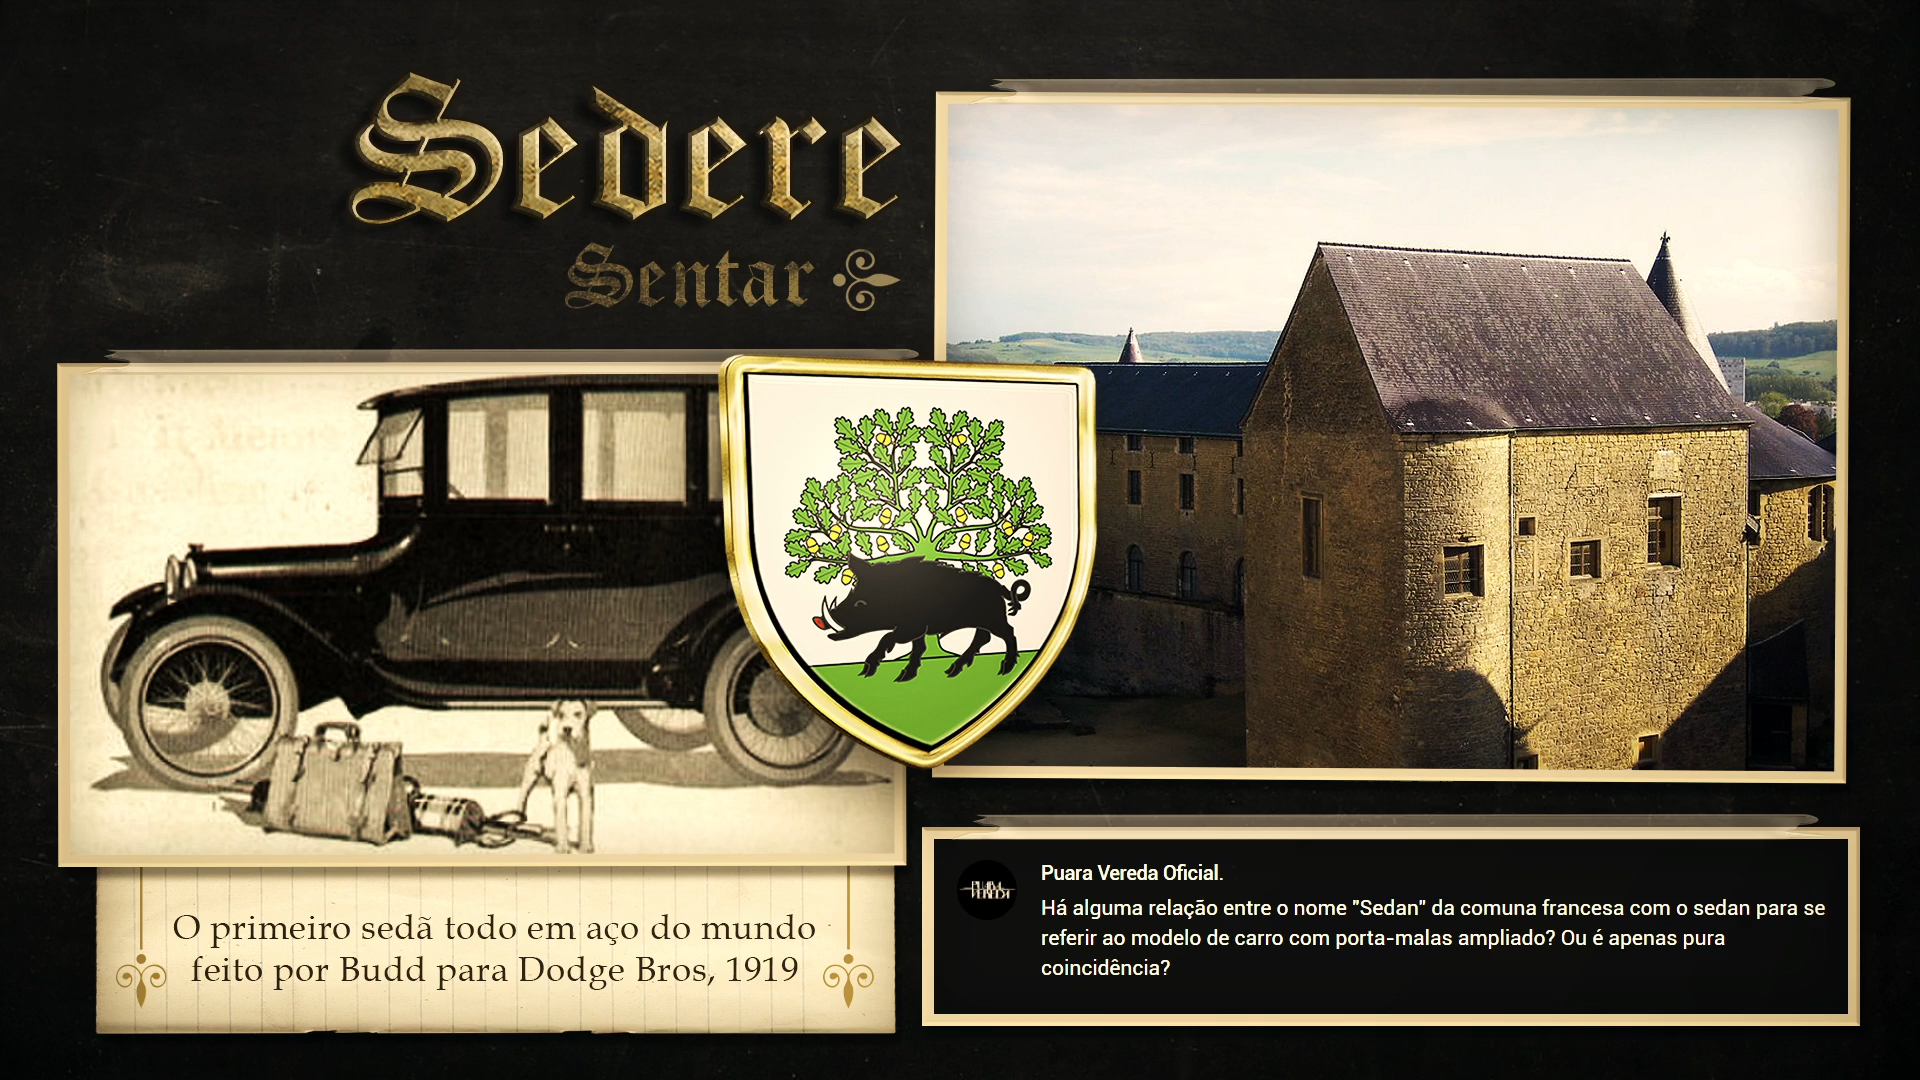 Sedere
Sentar
O primeiro sedã todo em aço do mundo
feito por Budd para Dodge Bros, 1919
PUARA
VEREDA
Puara Vereda Oficial.
Há alguma relação entre o nome "Sedan" da comuna francesa com o sedan para se
referir ao modelo de carro com porta-malas ampliado? Ou é apenas pura
coincidência?